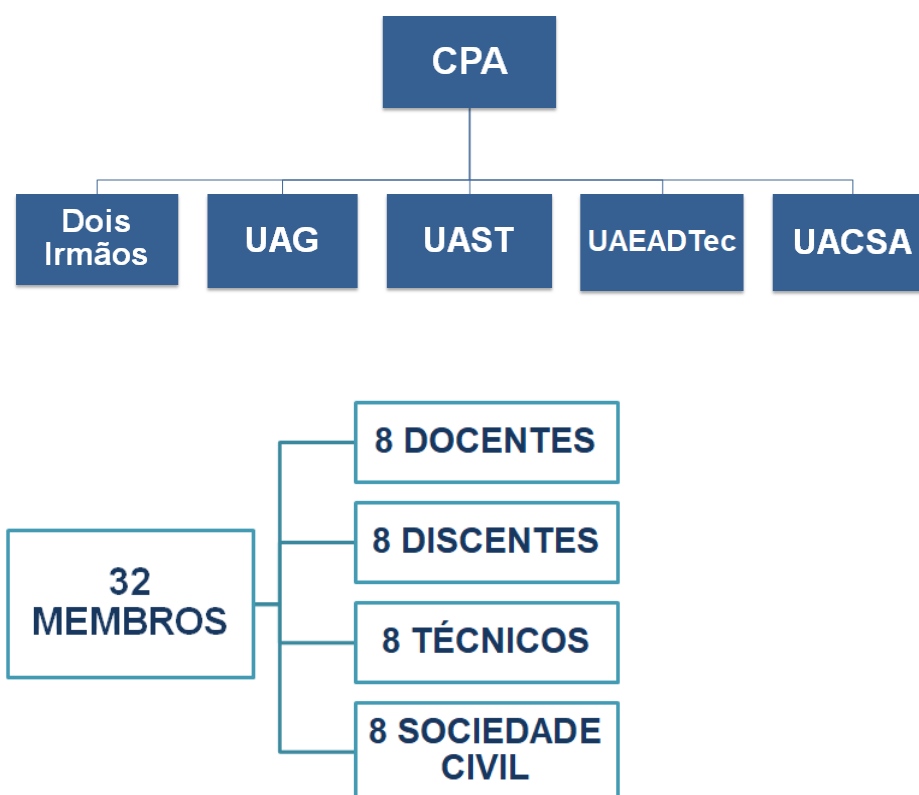 CPA
Dois
Irmãos
UAG
UAST
UAEADTec
UACSA
32
MEMBROS
8 DOCENTES
8 DISCENTES
8 TÉCNICOS
8 SOCIEDADE
CIVIL